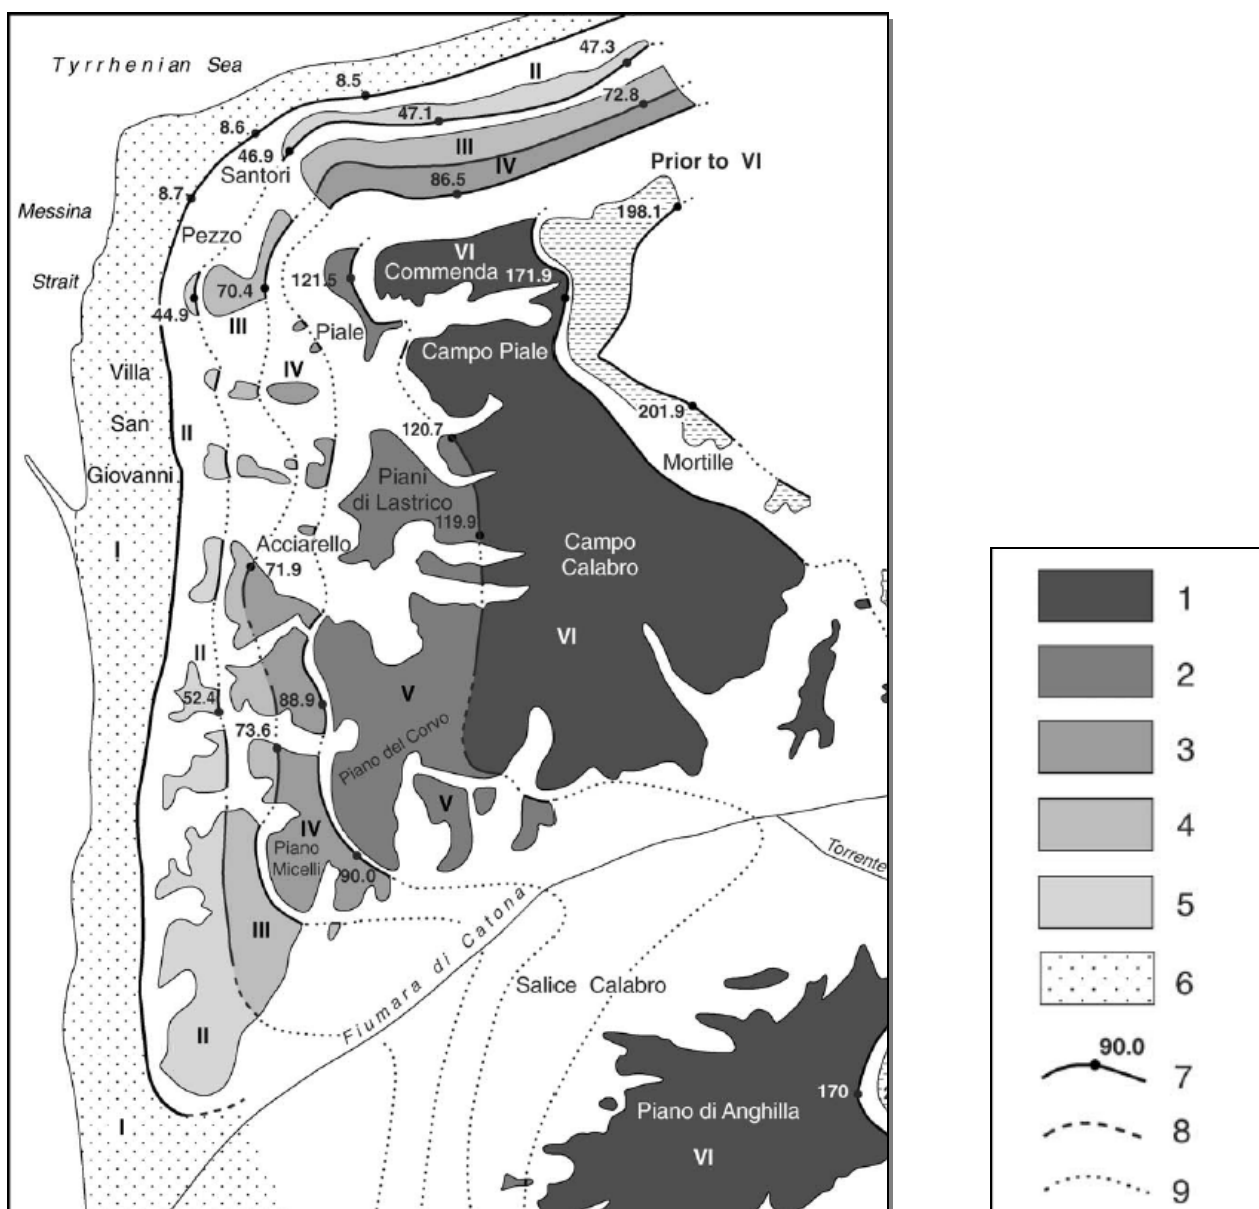 Tyrrhenian Sea
47.3
II
8.5
72.8
47.1
8.6
III
46.9
Santori
IV
Prior to VI
86.5
8.7
198.1
Messina
Pezzo
VI
Commenda
171.9
Strait
121.5
70.4
44.9
III
Piale
Campo Piale
Villa
IV
201.9
San
II
120.7
Mortille
Giovanni
Piani
di Lastrico
119.9
I
Acciarello
71.9
Campo
Calabro
VI
II
52.4
88.9
V
73.6
Piano del Corvo
V
IV
Piano
Micelli
90.0
Torrente
III
Fiumara di Catona
Salice Calabro
II
I
170
Piano di Anghilla
VI
1
2
3
4
5
6
90.0
7
8
9